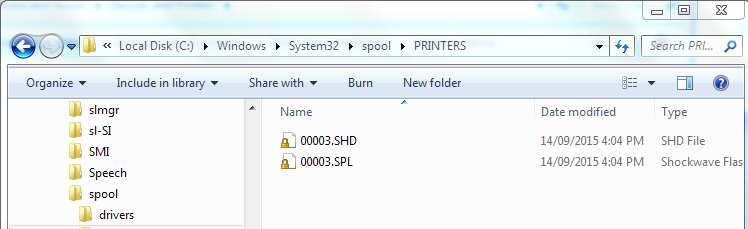 Local Disk (C:) Windows System32 spool PRINTERS Search PRI...
Organize Include in library Share with Burn New folder
Name Date modified Type
slmgr
sl-SI
SMI
Speech
spool
drivers
00003.SHD 14/09/2015 4:04 PM SHD File
00003.SPL 14/09/2015 4:04 PM Shockwave Flas